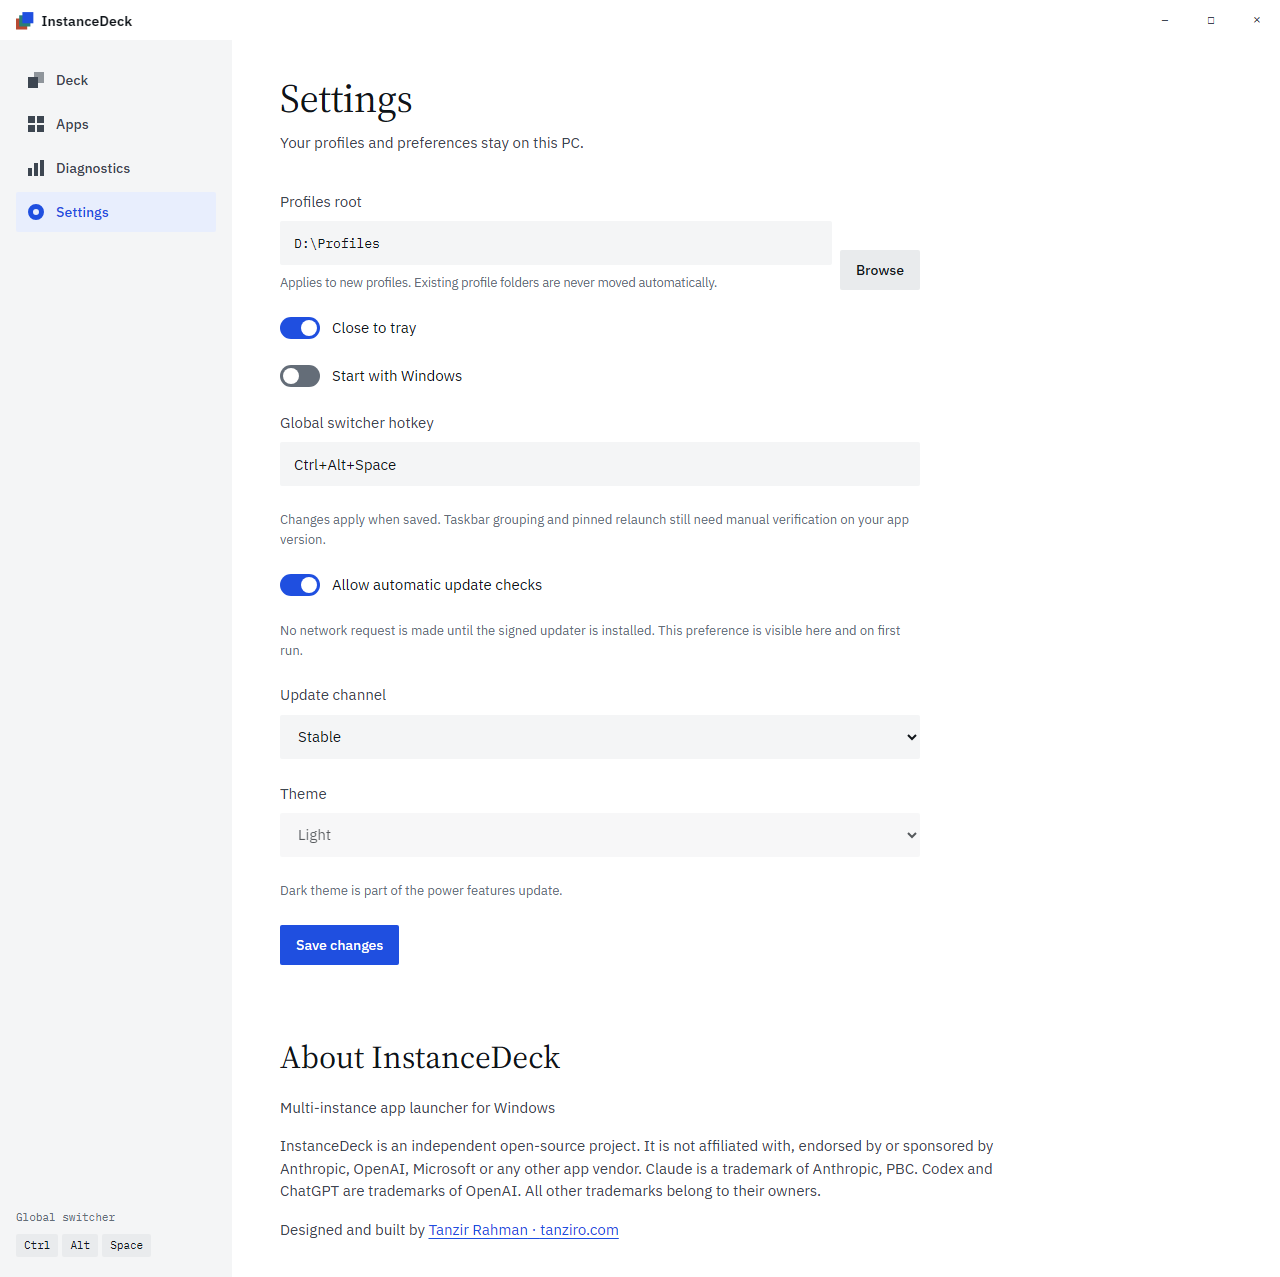 InstanceDeck
Deck
Apps
Diagnostics
Settings
Global switcher
Ctrl Alt Space
Settings
Your profiles and preferences stay on this PC.
Profiles root
D:\Profiles
Browse
Applies to new profiles. Existing profile folders are never moved automatically.
Close to tray
Start with Windows
Global switcher hotkey
Ctrl+Alt+Space
Changes apply when saved. Taskbar grouping and pinned relaunch still need manual verification on your app
version.
Allow automatic update checks
No network request is made until the signed updater is installed. This preference is visible here and on first
run.
Update channel
Stable
Theme
Light
Dark theme is part of the power features update.
Save changes
About InstanceDeck
Multi-instance app launcher for Windows
InstanceDeck is an independent open-source project. It is not affiliated with, endorsed by or sponsored by
Anthropic, OpenAI, Microsoft or any other app vendor. Claude is a trademark of Anthropic, PBC. Codex and
ChatGPT are trademarks of OpenAI. All other trademarks belong to their owners.
Designed and built by Tanzir Rahman · tanziro.com